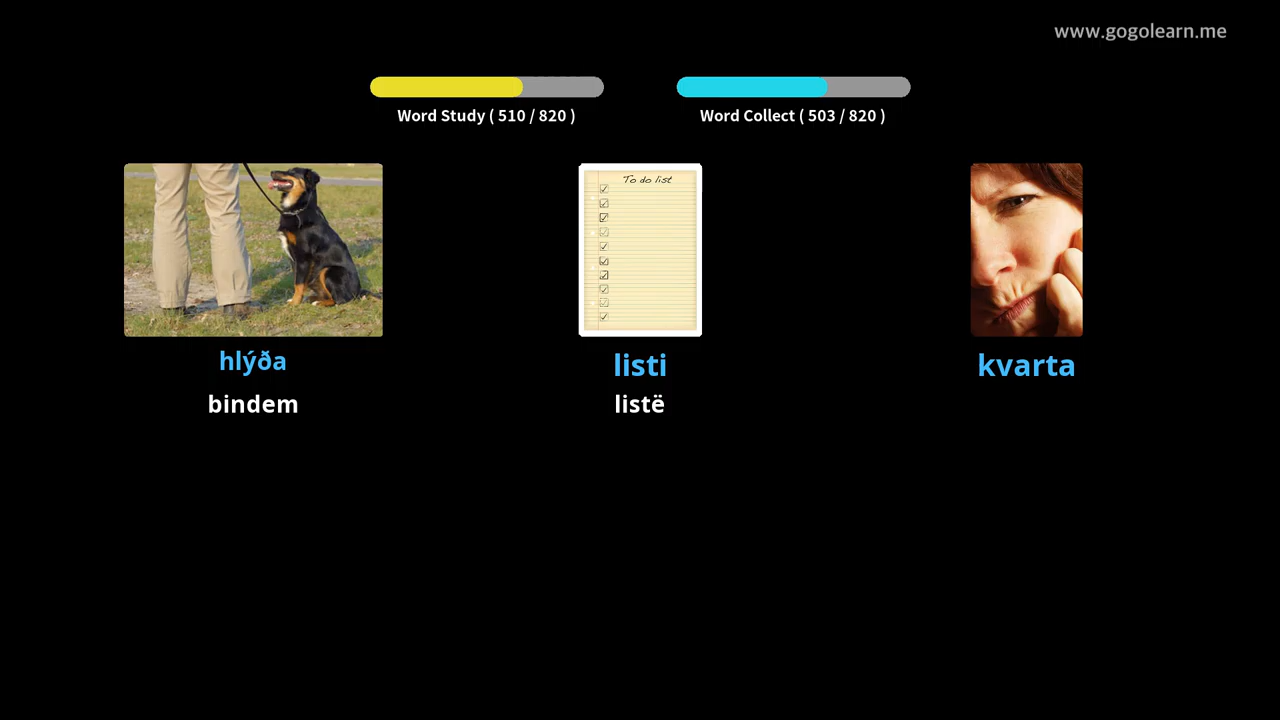 www.gogolearn.me
Word Study ( 510 / 820 )
Word Collect ( 503 / 820 )
To do list
hlýða
listi
kvarta
bindem
listë